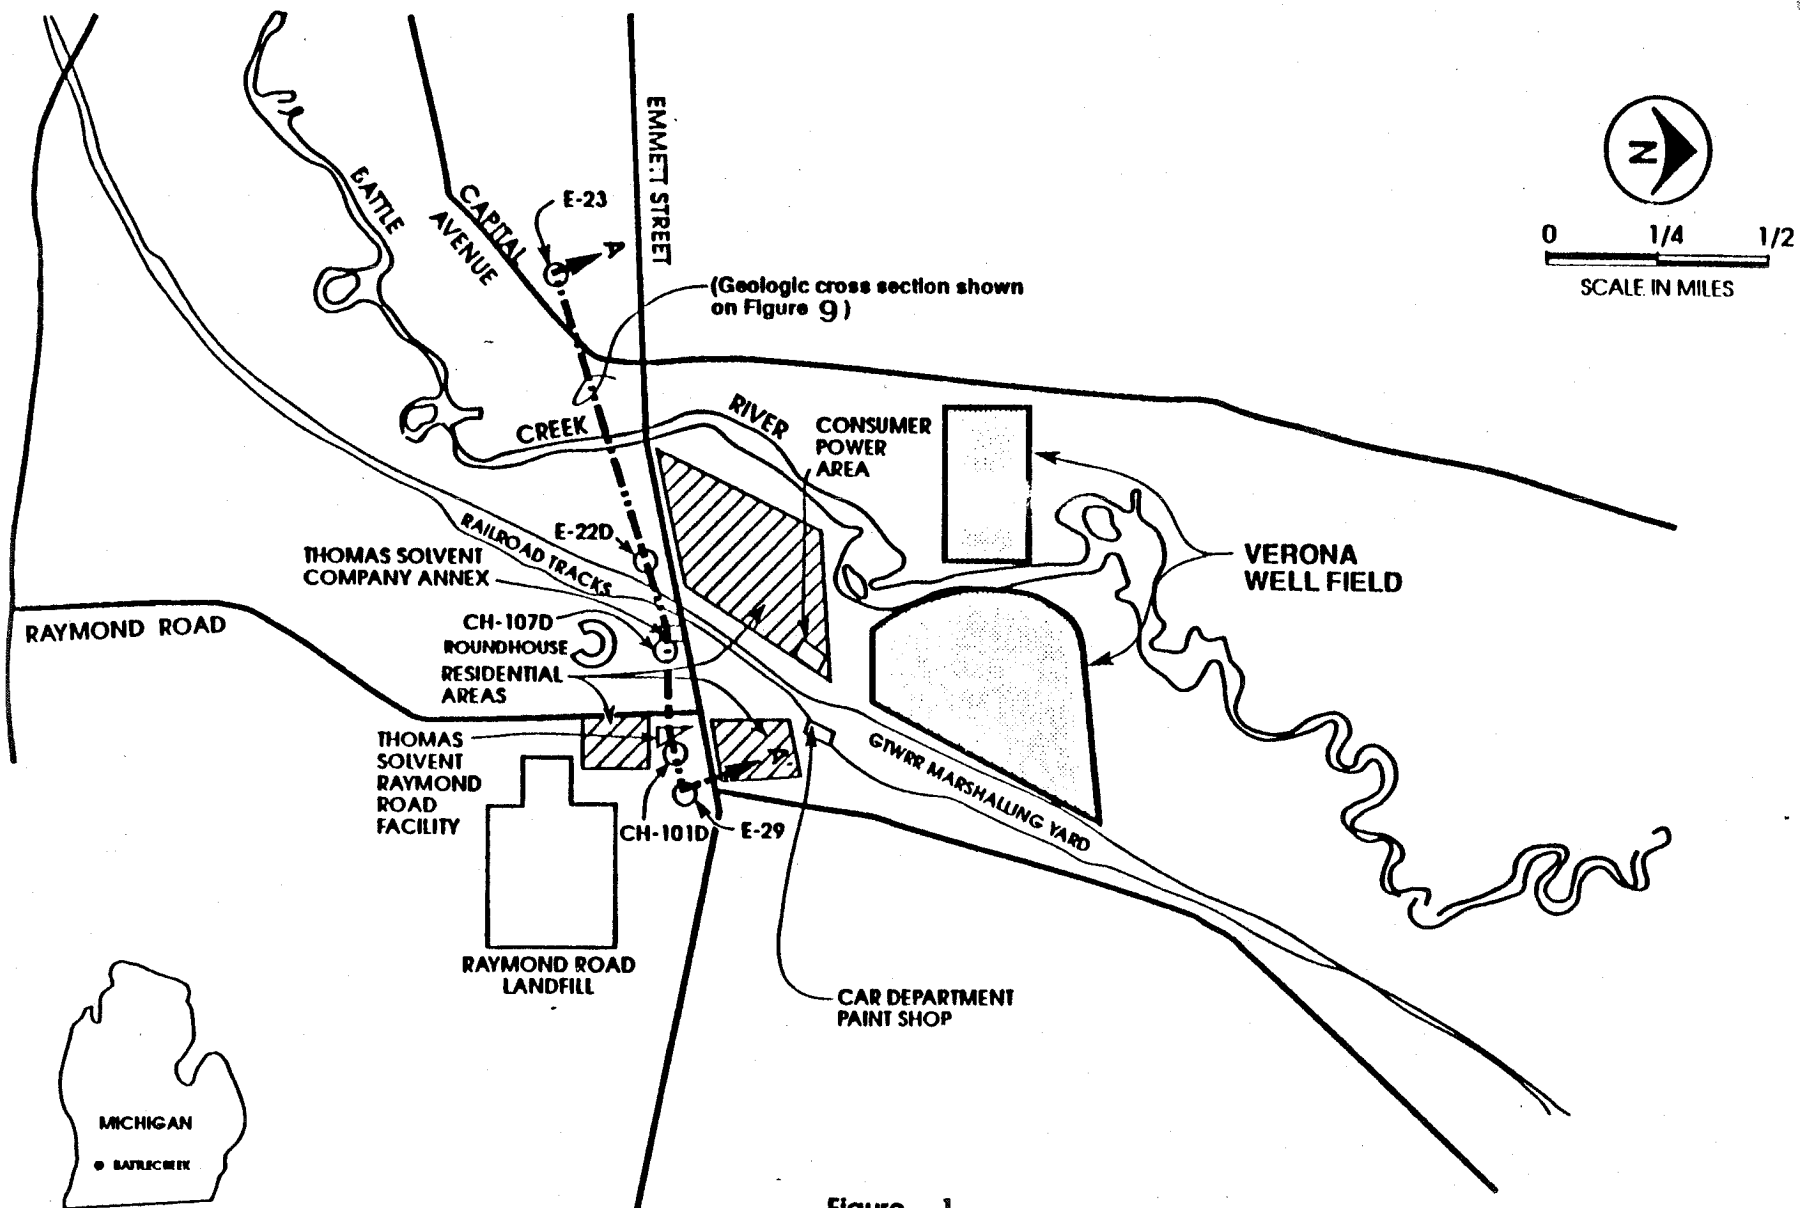 EMMETT STREET
BATTLE
CAPITAL
AVENUE
E-23
A
N
0 1/4 1/2
SCALE IN MILES
(Geologic cross section shown
on Figure 9)
CREEK
RIVER
CONSUMER
POWER
AREA
VERONA
WELL FIELD
RAILROAD TRACKS
E-22D
THOMAS SOLVENT
COMPANY ANNEX
CH-107D
ROUNDHOUSE
RESIDENTIAL
AREAS
RAYMOND ROAD
THOMAS
SOLVENT
RAYMOND
ROAD
FACILITY
CH-101D
E-29
GTWRR MARSHALLING YARD
RAYMOND ROAD
LANDFILL
CAR DEPARTMENT
PAINT SHOP
MICHIGAN
BATTLE CREEK
Figure 1